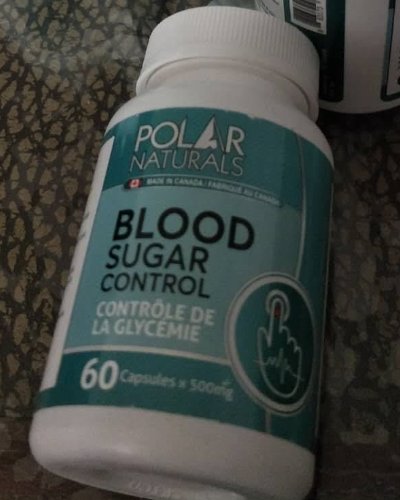 POLAR
NATURALS
MADE IN CANADA / FABRIQUÉ AU CANADA
BLOOD
SUGAR
CONTROL
CONTRÔLE DE
LA GLYCÉMIE
60 Capsules x 500mg